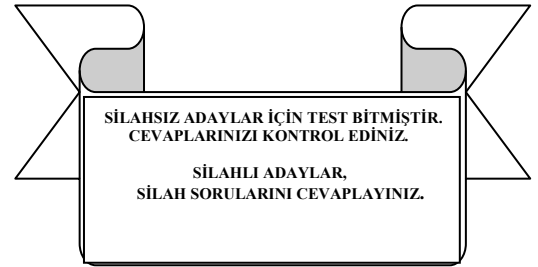 SİLAHSIZ ADAYLAR İÇİN TEST BİTMİŞTİR.
CEVAPLARINIZI KONTROL EDİNİZ.
SİLAHLI ADAYLAR,
SİLAH SORULARINI CEVAPLAYINIZ.